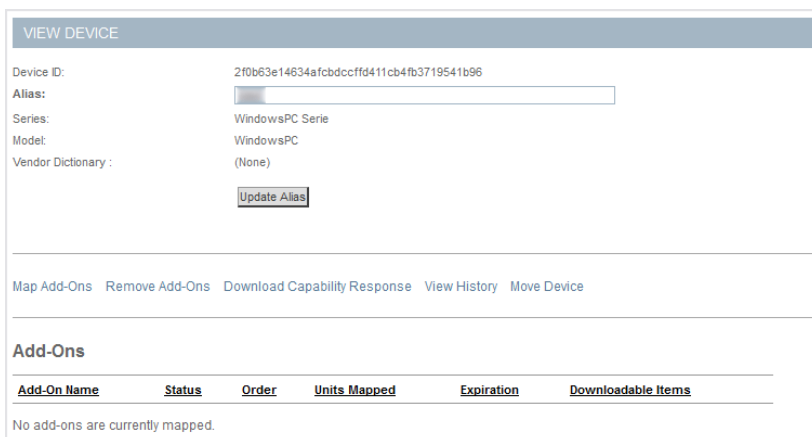 VIEW DEVICE
Device ID: 2f0b63e14634afcbdccffd411cb4fb3719541b96
Alias:
Series: WindowsPC Serie
Model: WindowsPC
Vendor Dictionary : (None)
Update Alias
Map Add-Ons Remove Add-Ons Download Capability Response View History Move Device
Add-Ons
Add-On Name Status Order Units Mapped Expiration Downloadable Items
No add-ons are currently mapped.